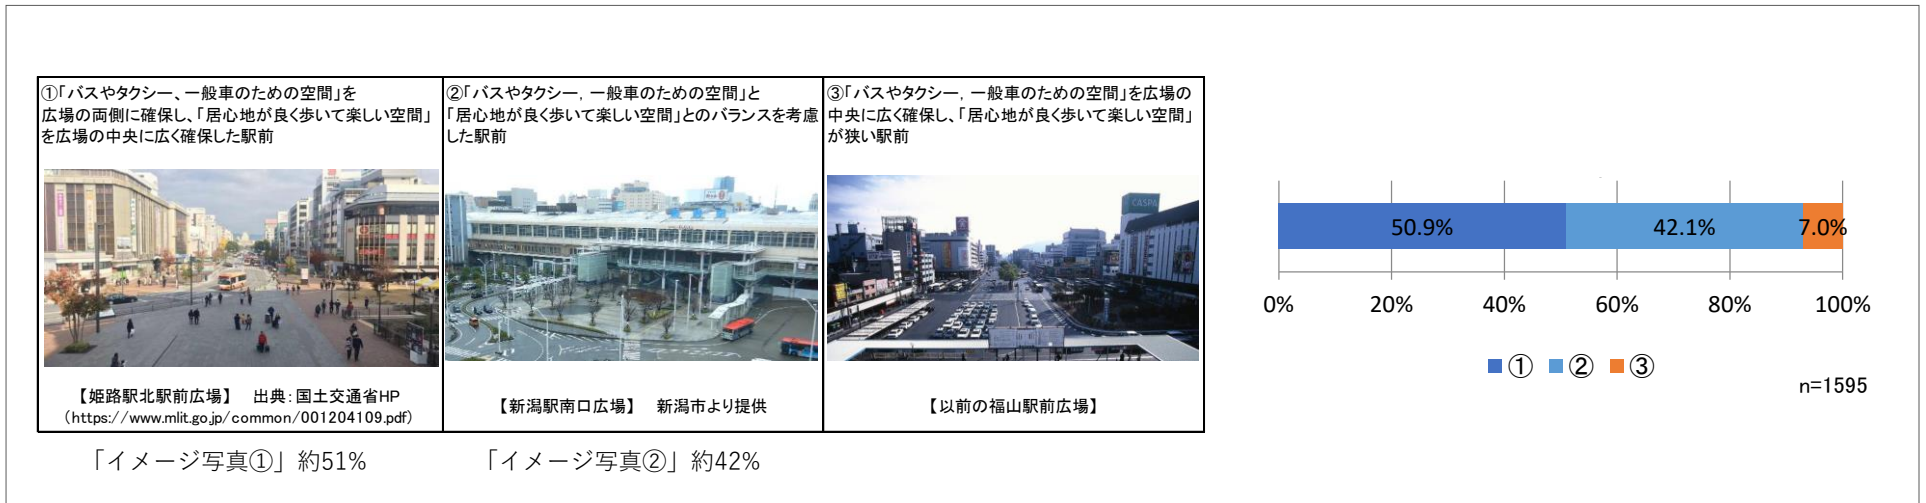 ①「バスやタクシー、一般車のための空間」を
広場の両側に確保し、「居心地が良く歩いて楽しい空間」
を広場の中央に広く確保した駅前
【姫路駅北駅前広場】　出典：国土交通省HP
（https://www.mlit.go.jp/common/001204109.pdf）
②「バスやタクシー，一般車のための空間」と
「居心地が良く歩いて楽しい空間」とのバランスを考慮
した駅前
【新潟駅南口広場】　新潟市より提供
③「バスやタクシー，一般車のための空間」を広場の
中央に広く確保し、「居心地が良く歩いて楽しい空間」
が狭い駅前
CASPA
【以前の福山駅前広場】
「イメージ写真①」約51%
「イメージ写真②」約42%
50.9% 42.1% 7.0%
0% 20% 40% 60% 80% 100%
① ② ③
n=1595